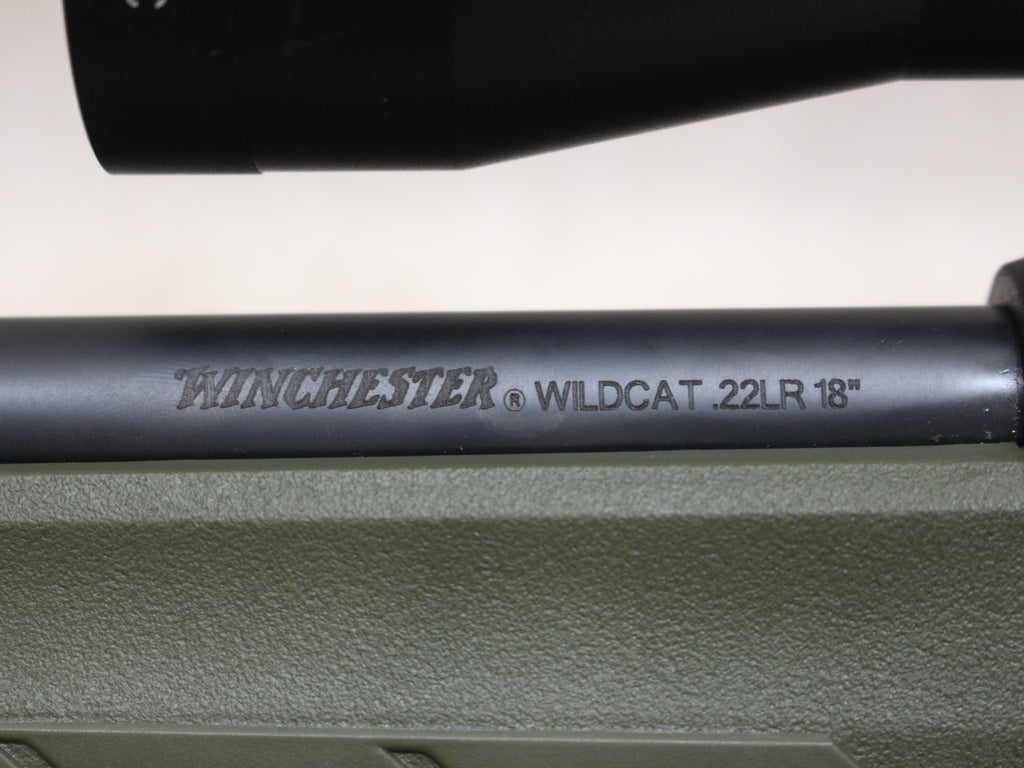 WINCHESTER® WILDCAT .22LR 18"